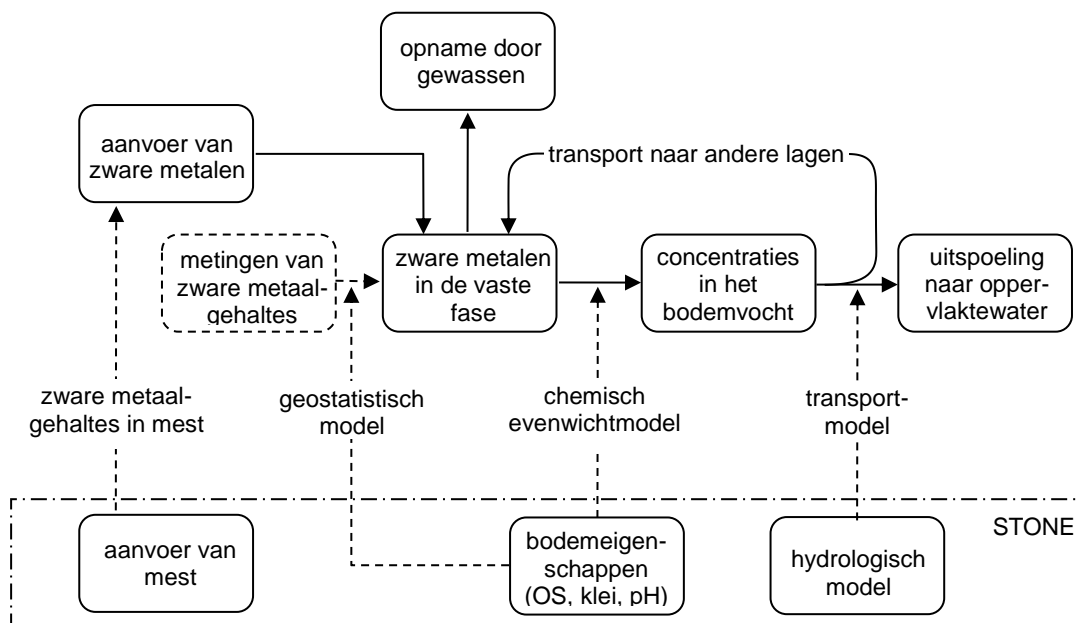 opname door
gewassen
aanvoer van
zware metalen
transport naar andere lagen
metingen van
zware metaal-
gehaltes
zware metalen
in de vaste
fase
concentraties
in het
bodemvocht
uitspoeling
naar opper-
vlaktewater
zware metaal-
gehaltes in mest
geostatistisch
model
chemisch
evenwichtmodel
transport-
model
STONE
aanvoer van
mest
bodemeigen-
schappen
(OS, klei, pH)
hydrologisch
model